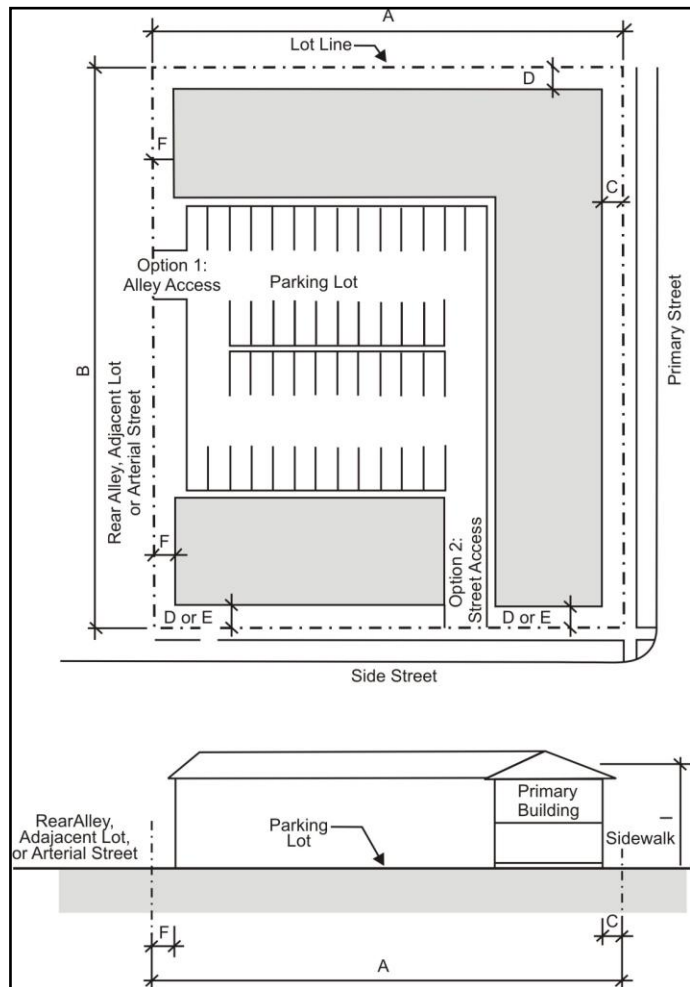 A
Lot Line
D
F
C
Option 1:
Alley Access
Parking Lot
Primary Street
B
Rear Alley, Adjacent Lot
or Arterial Street
F
Option 2:
Street Access
D or E
D or E
Side Street
Primary
Building
I
RearAlley,
Adajacent Lot,
or Arterial Street
Parking
Lot
Sidewalk
F
C
A